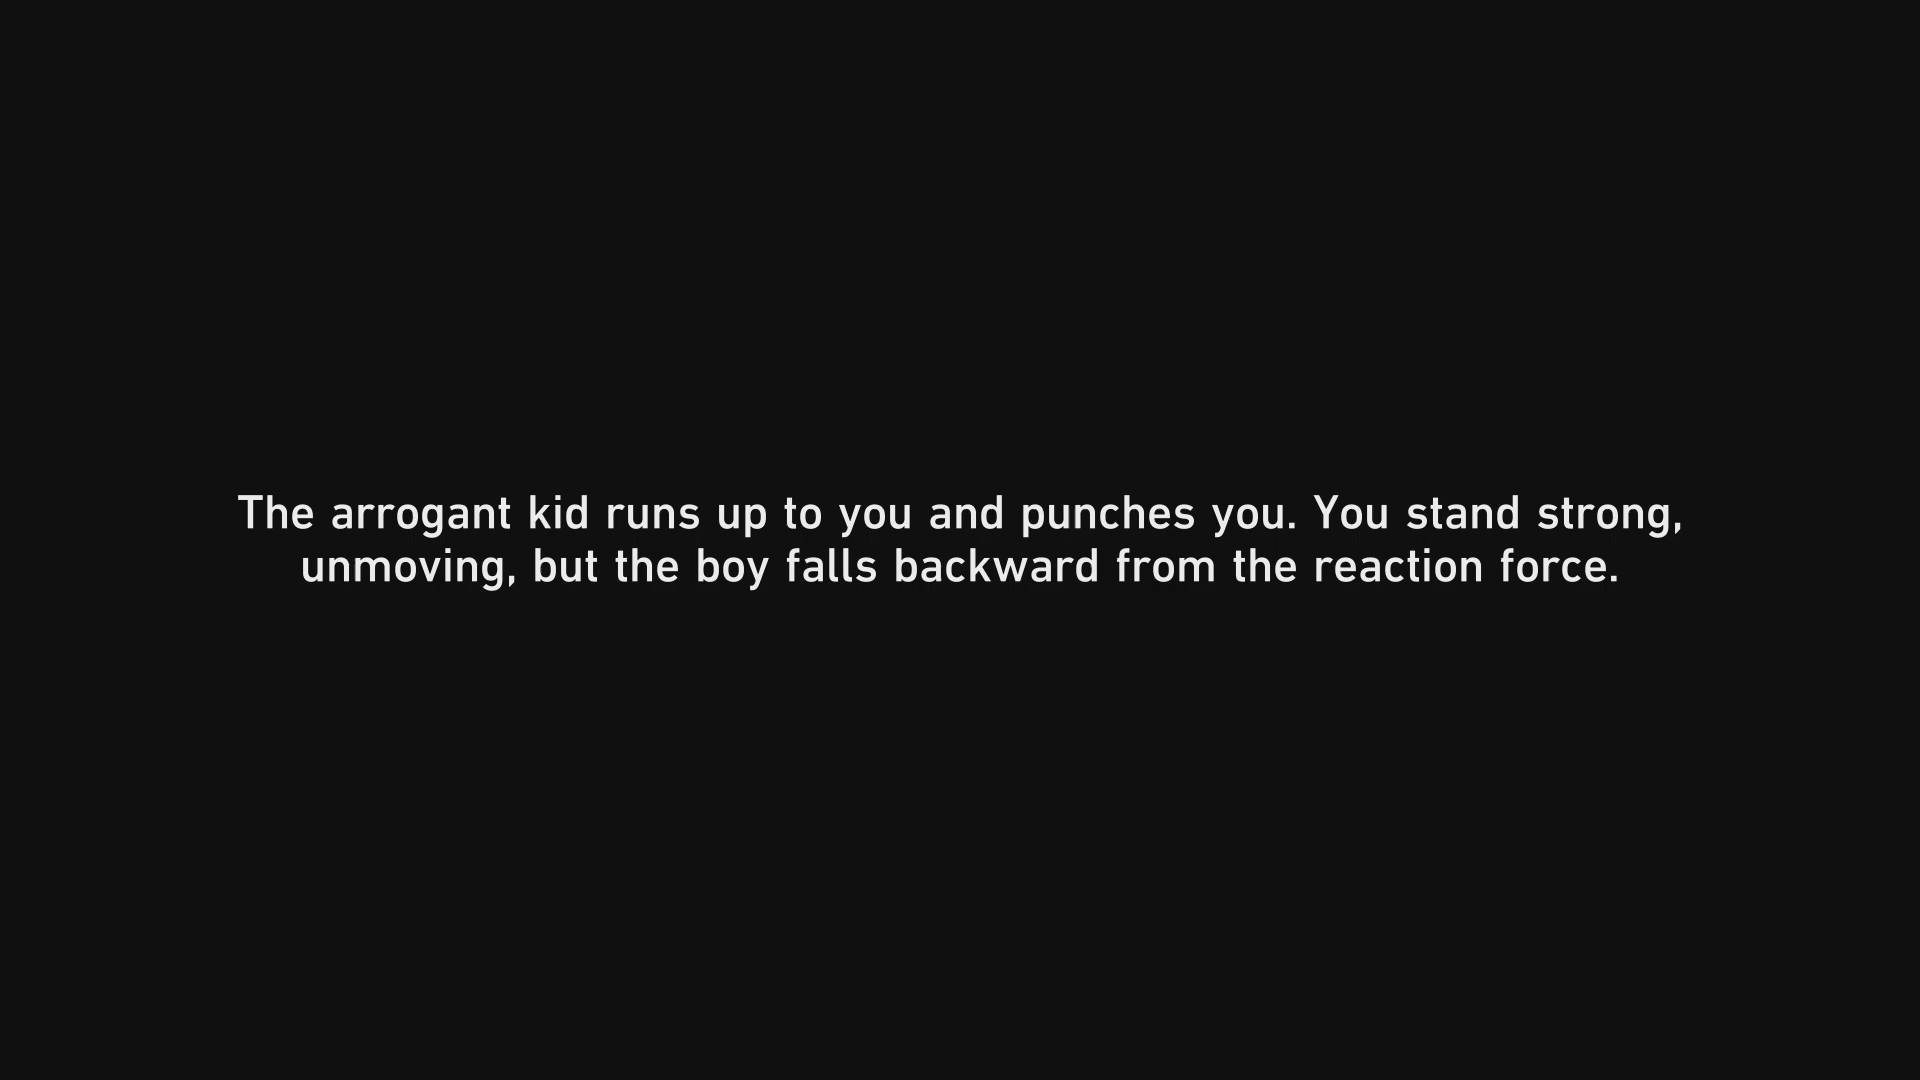 The arrogant kid runs up to you and punches you. You stand strong,
unmoving, but the boy falls backward from the reaction force.